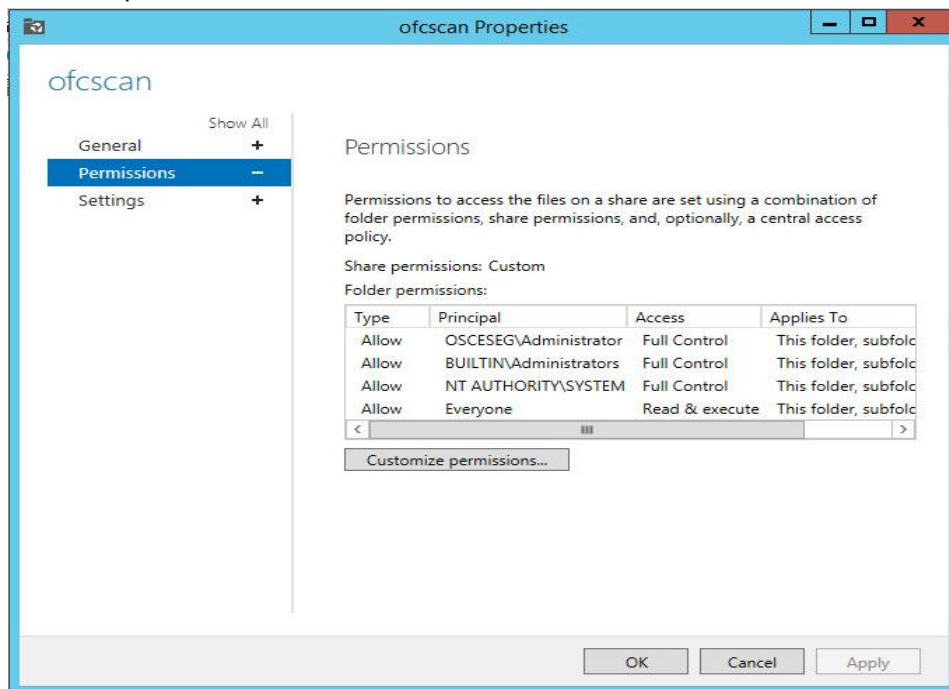 ofcscan Properties
ofcscan
Show All
General +
Permissions −
Settings +
Permissions
Permissions to access the files on a share are set using a combination of
folder permissions, share permissions, and, optionally, a central access
policy.
Share permissions: Custom
Folder permissions:
Type Principal Access Applies To
Allow OSCESEG\Administrator Full Control This folder, subfolc
Allow BUILTIN\Administrators Full Control This folder, subfolc
Allow NT AUTHORITY\SYSTEM Full Control This folder, subfolc
Allow Everyone Read & execute This folder, subfolc
Customize permissions...
OK Cancel Apply